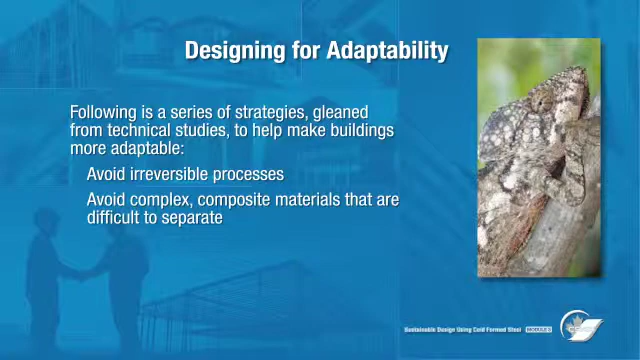 Designing for Adaptability
Following is a series of strategies, gleaned
from technical studies, to help make buildings
more adaptable:
Avoid irreversible processes
Avoid complex, composite materials that are
difficult to separate
Sustainable Design Using Cold Formed Steel